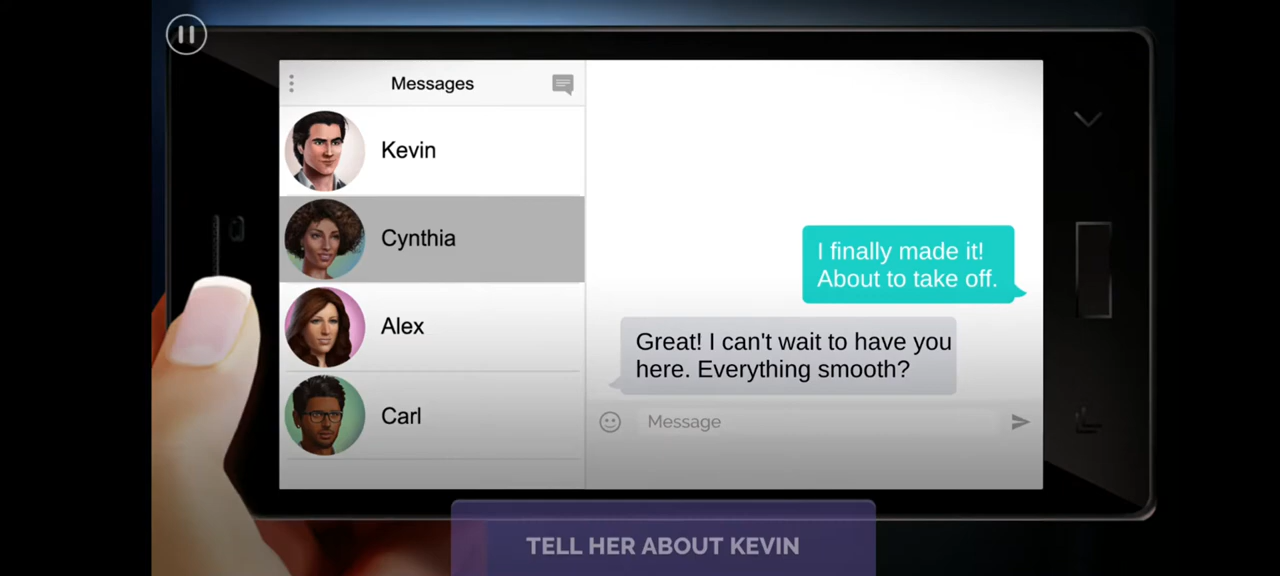 Messages
Kevin
Cynthia
Alex
Carl
I finally made it!
About to take off.
Great! I can't wait to have you
here. Everything smooth?
Message
TELL HER ABOUT KEVIN